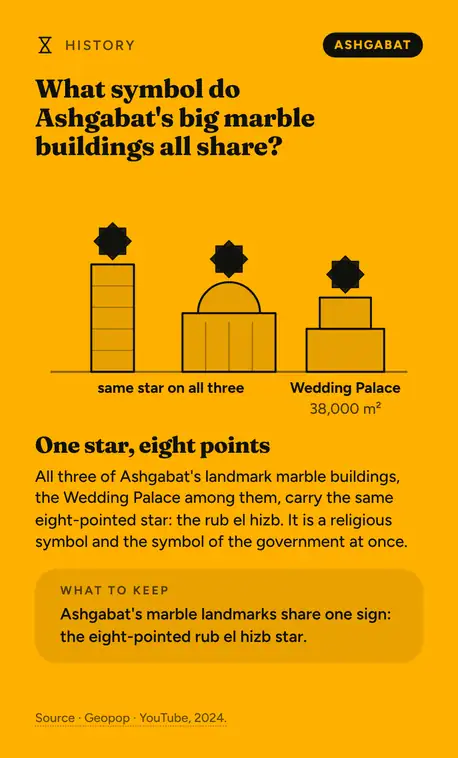 HISTORY
ASHGABAT
What symbol do
Ashgabat's big marble
buildings all share?
same star on all three
Wedding Palace
38,000 m²
One star, eight points
All three of Ashgabat's landmark marble buildings,
the Wedding Palace among them, carry the same
eight-pointed star: the rub el hizb. It is a religious
symbol and the symbol of the government at once.
WHAT TO KEEP
Ashgabat's marble landmarks share one sign:
the eight-pointed rub el hizb star.
Source · Geopop · YouTube, 2024.